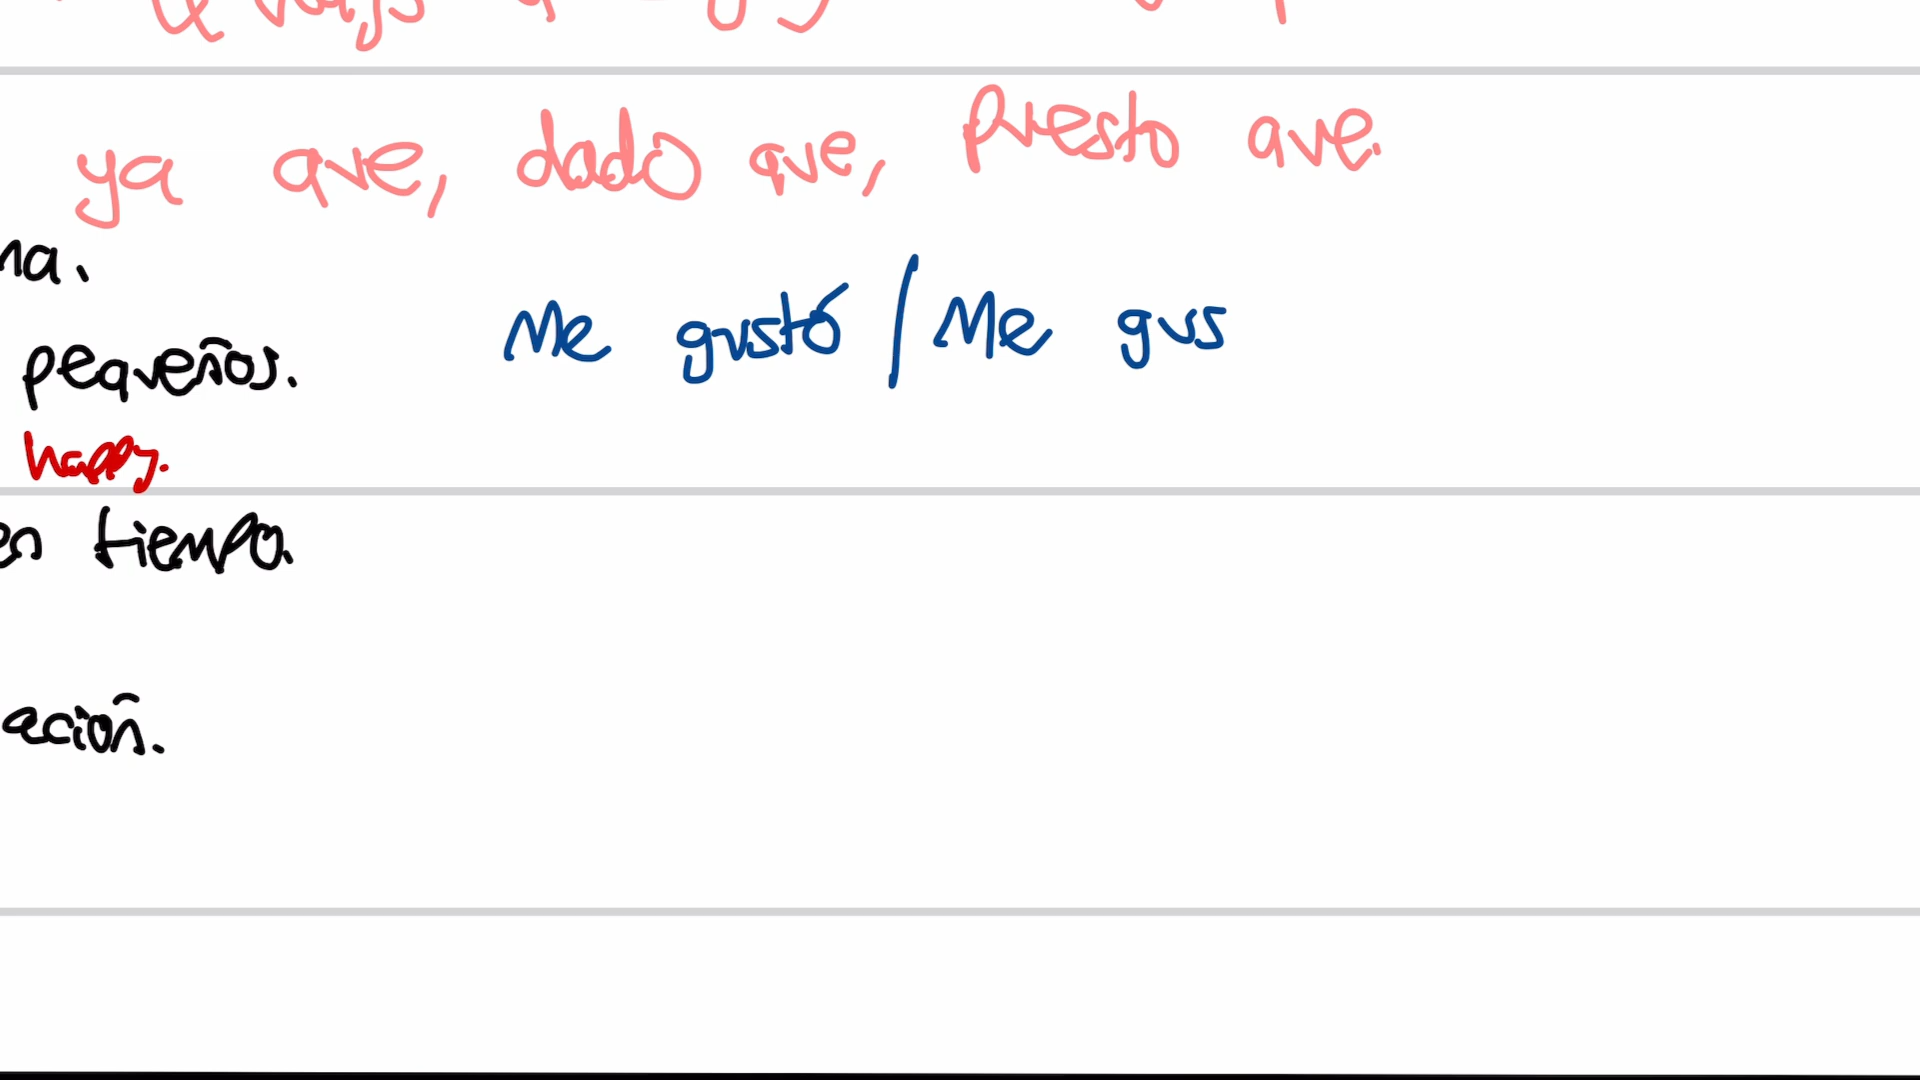 ya que, dado que, puesto que.
na.
Me gustó / Me gus
pequeños.
happy.
en tiempo.
ación.